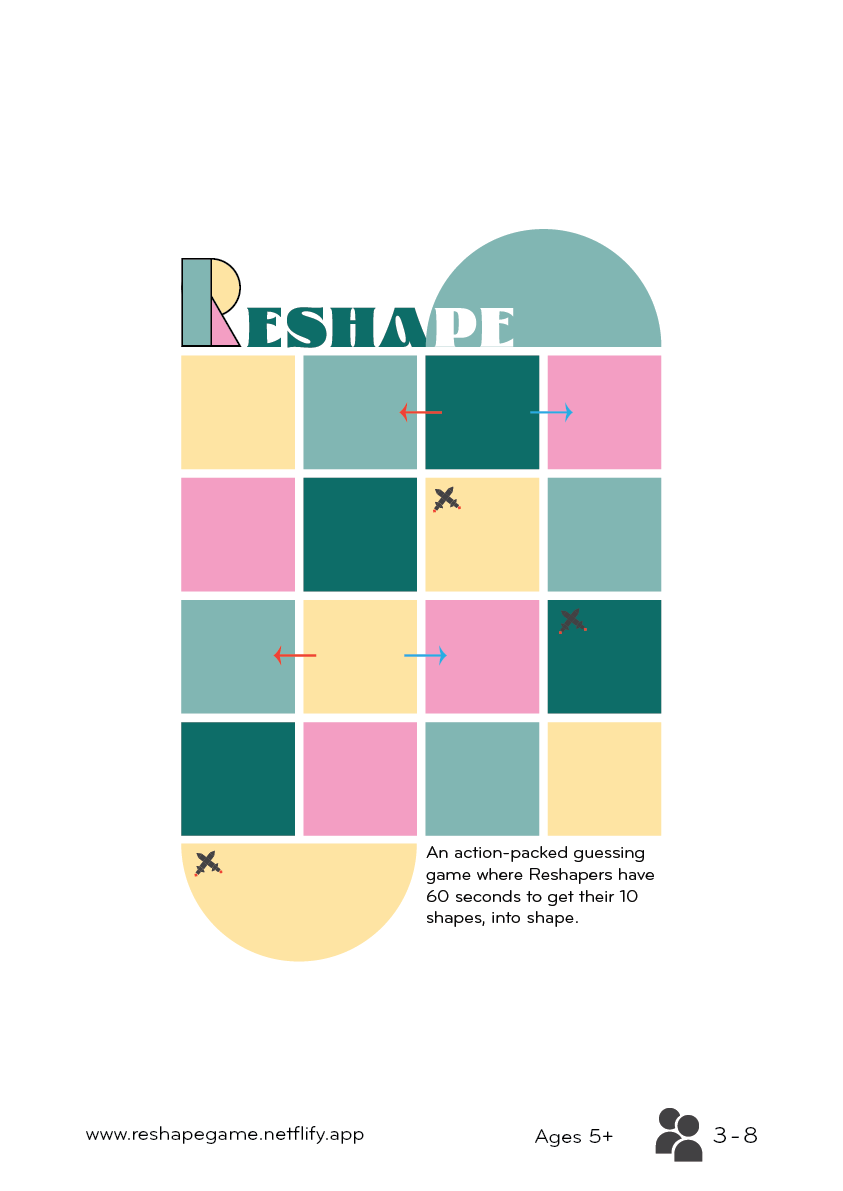 RESHAPE
An action-packed guessing
game where Reshapers have
60 seconds to get their 10
shapes, into shape.
www.reshapegame.netflify.app
Ages 5+
3-8